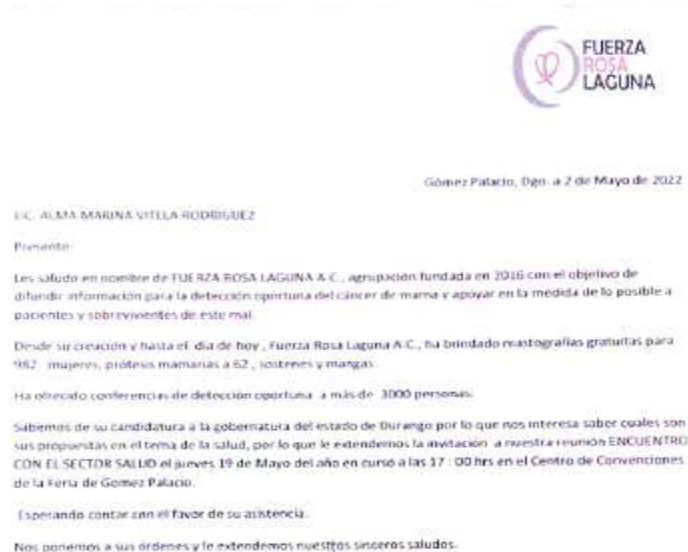 FUERZA
ROSA
LAGUNA
Gómez Palacio, Dgo. a 2 de Mayo de 2022
LIC. ALMA MARINA VITELA RODRIGUEZ
Presente:
Les saludo en nombre de FUERZA ROSA LAGUNA A.C., agrupación fundada en 2016 con el objetivo de
difundir información para la detección oportuna del cáncer de mama y apoyar en la medida de lo posible a
pacientes y sobrevivientes de este mal.
Desde su creación y hasta el día de hoy , Fuerza Rosa Laguna A.C., ha brindado mastografías gratuitas para
982 mujeres, prótesis mamarias a 62 , sostenes y mangas.
Ha ofrecido conferencias de detección oportuna a más de 3000 personas.
Sabemos de su candidatura a la gobernatura del estado de Durango por lo que nos interesa saber cuales son
sus propuestas en el tema de la salud, por lo que le extendemos la invitación a nuestra reunión ENCUENTRO
CON EL SECTOR SALUD el jueves 19 de Mayo del año en curso a las 17 : 00 hrs en el Centro de Convenciones
de la Feria de Gomez Palacio.
Esperando contar con el favor de su asistencia.
Nos ponemos a sus órdenes y le extendemos nuestros sinceros saludos.